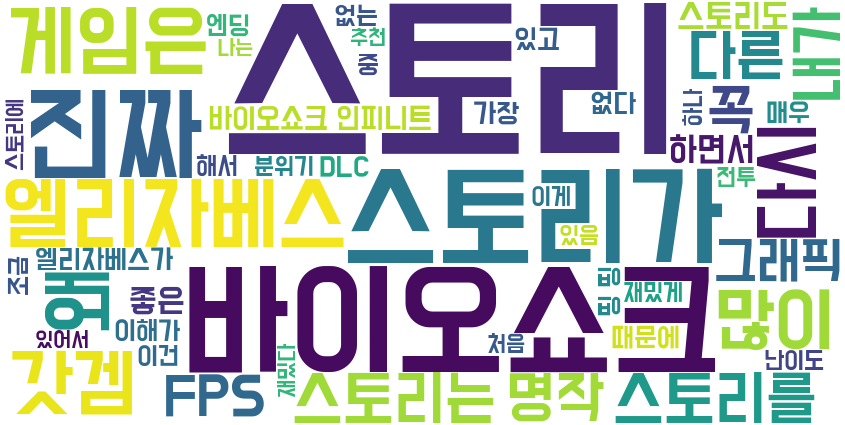 게임은
엔딩
나는
없는
추천
중
스토리
있고
스토리도
다른
내가
스토리에
진짜
바이오쇼크 인피니트
가장
없다
하나
꼭
매우
해서
분위기 DLC
하면서
전투
다시
엘리자베스
스토리가
이게
있음
조금
엘리자베스가
왜
좋은
있어서
이해가
이건
바이오쇼크
띵
띵
재밌게
그래픽
많이
처음
때문에
난이도
갓겜
FPS
재밌다
스토리는 명작
스토리를